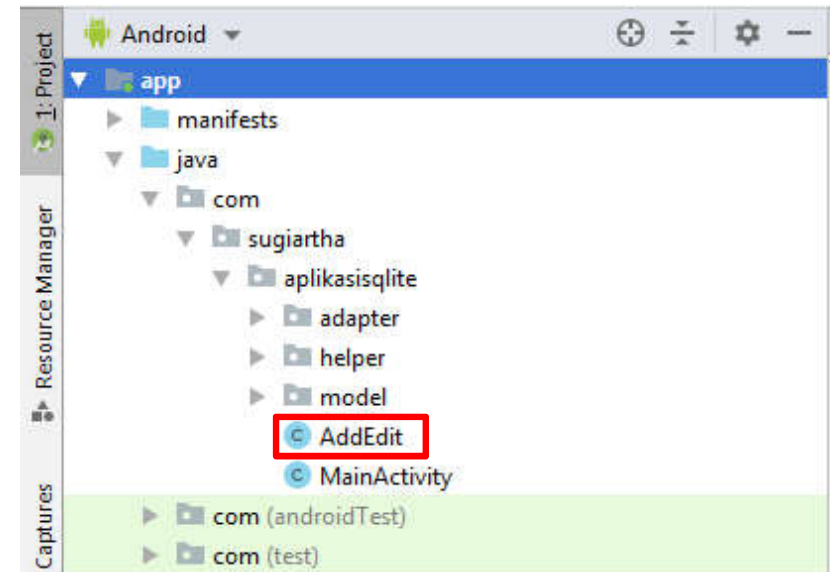 Android
app
manifests
java
com
sugiartha
aplikasisqlite
adapter
helper
model
C AddEdit
C MainActivity
com (androidTest)
com (test)
1: Project
Resource Manager
Captures